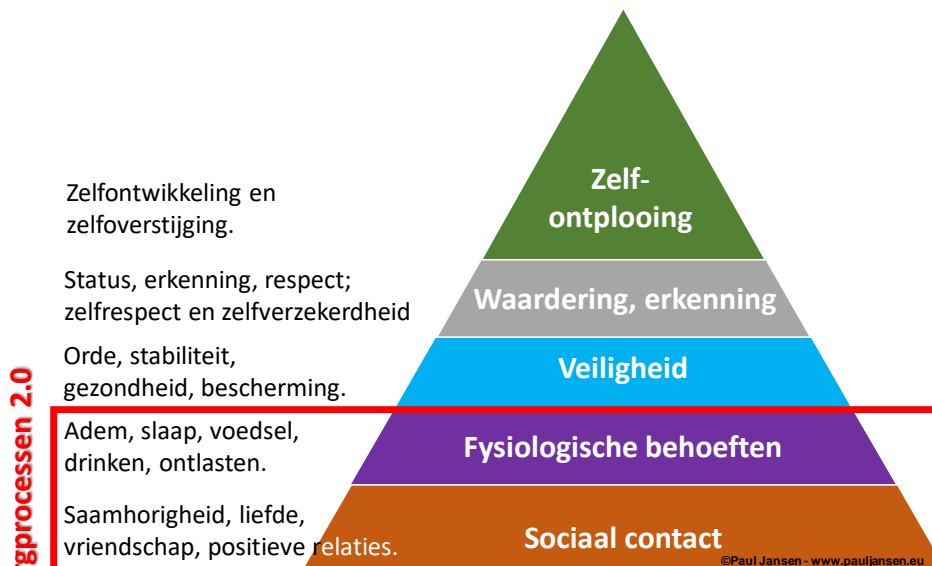 Zelfontwikkeling en
zelfoverstijging.
Zelf-
ontplooing
Status, erkenning, respect;
zelfrespect en zelfverzekerdheid
Waardering, erkenning
Orde, stabiliteit,
gezondheid, bescherming.
Veiligheid
Adem, slaap, voedsel,
drinken, ontlasten.
Fysiologische behoeften
Saamhorigheid, liefde,
vriendschap, positieve relaties.
Sociaal contact
rgprocessen 2.0
©Paul Jansen - www.pauljansen.eu